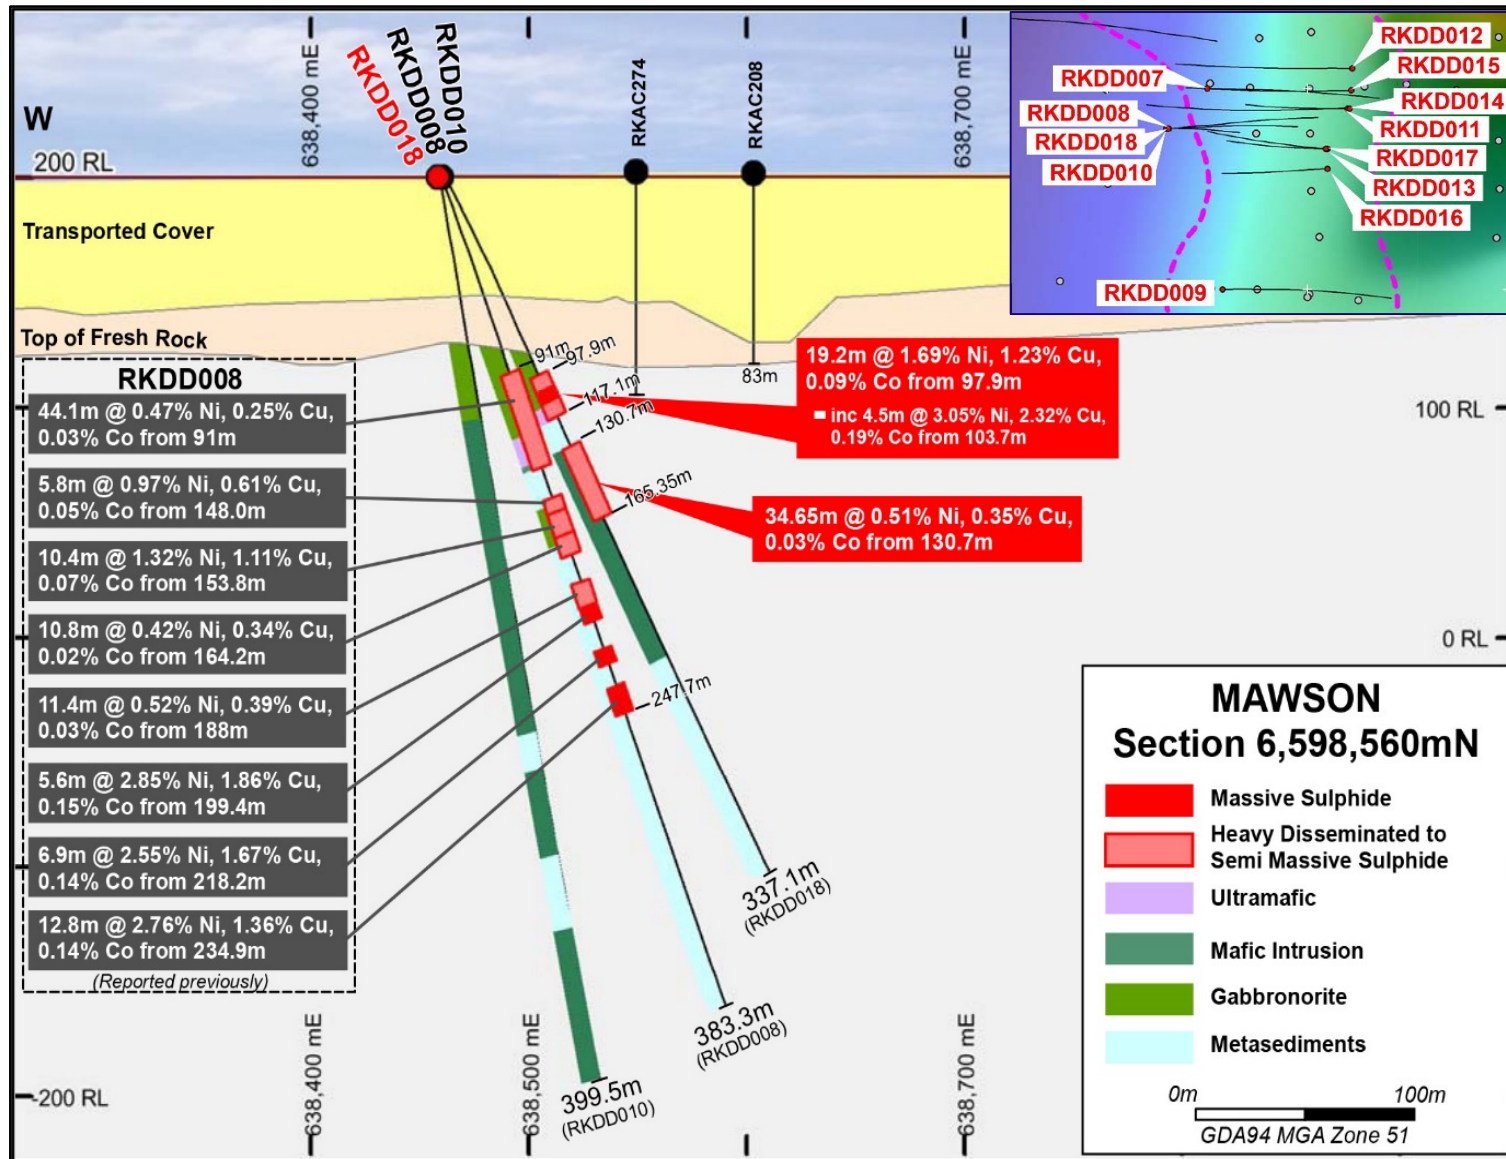 638,400 mE
RKDD018
RKDD008
RKDD010
RKAC274
RKAC208
638,700 mE
W
200 RL
Transported Cover
Top of Fresh Rock
RKDD012
RKDD015
RKDD007
RKDD014
RKDD008
RKDD011
RKDD018
RKDD017
RKDD010
RKDD013
RKDD016
RKDD009
91m
97.9m
117.1m
130.7m
165.35m
247.7m
83m
19.2m @ 1.69% Ni, 1.23% Cu,
0.09% Co from 97.9m
inc 4.5m @ 3.05% Ni, 2.32% Cu,
0.19% Co from 103.7m
34.65m @ 0.51% Ni, 0.35% Cu,
0.03% Co from 130.7m
100 RL
0 RL
RKDD008
44.1m @ 0.47% Ni, 0.25% Cu,
0.03% Co from 91m
5.8m @ 0.97% Ni, 0.61% Cu,
0.05% Co from 148.0m
10.4m @ 1.32% Ni, 1.11% Cu,
0.07% Co from 153.8m
10.8m @ 0.42% Ni, 0.34% Cu,
0.02% Co from 164.2m
11.4m @ 0.52% Ni, 0.39% Cu,
0.03% Co from 188m
5.6m @ 2.85% Ni, 1.86% Cu,
0.15% Co from 199.4m
6.9m @ 2.55% Ni, 1.67% Cu,
0.14% Co from 218.2m
12.8m @ 2.76% Ni, 1.36% Cu,
0.14% Co from 234.9m
(Reported previously)
337.1m
(RKDD018)
383.3m
(RKDD008)
399.5m
(RKDD010)
-200 RL
638,400 mE
638,500 mE
638,700 mE
MAWSON
Section 6,598,560mN
Massive Sulphide
Heavy Disseminated to
Semi Massive Sulphide
Ultramafic
Mafic Intrusion
Gabbronorite
Metasediments
0m 100m
GDA94 MGA Zone 51